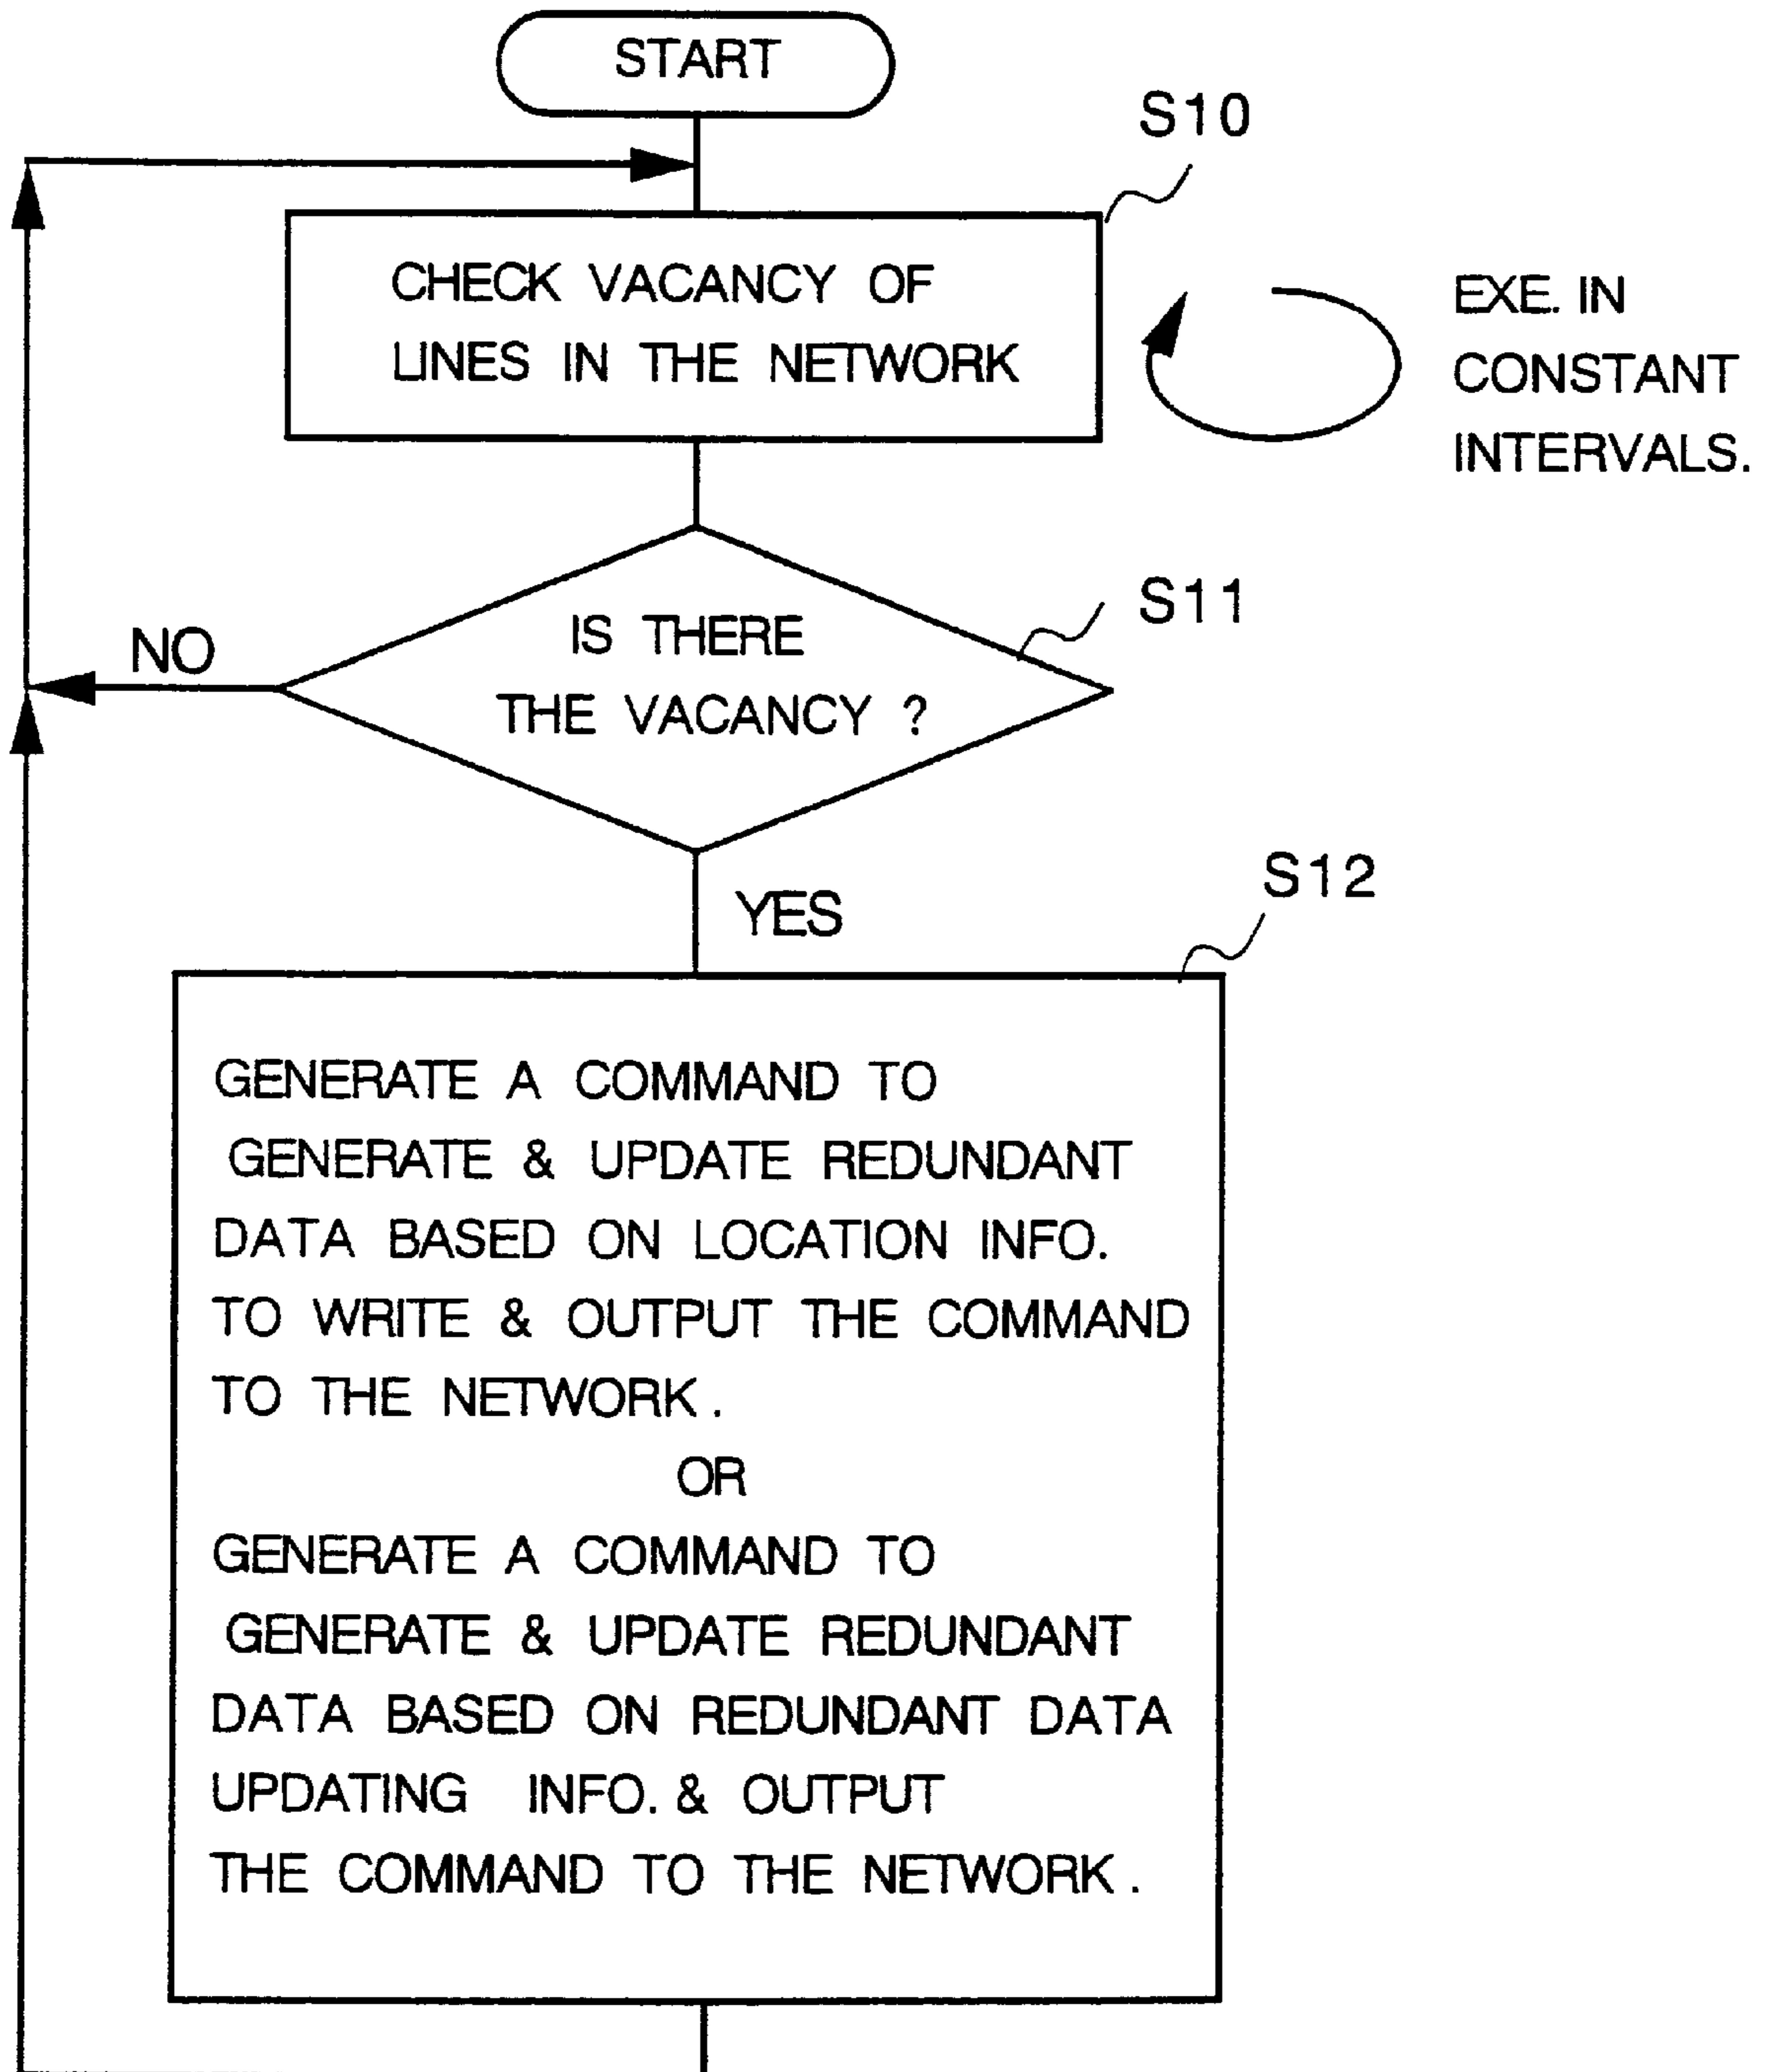 START
S10
CHECK VACANCY OF
LINES IN THE NETWORK
EXE. IN
CONSTANT
INTERVALS.
S11
IS THERE
THE VACANCY ?
NO
YES
S12
GENERATE A COMMAND TO
GENERATE & UPDATE REDUNDANT
DATA BASED ON LOCATION INFO.
TO WRITE & OUTPUT THE COMMAND
TO THE NETWORK .
OR
GENERATE A COMMAND TO
GENERATE & UPDATE REDUNDANT
DATA BASED ON REDUNDANT DATA
UPDATING INFO. & OUTPUT
THE COMMAND TO THE NETWORK .